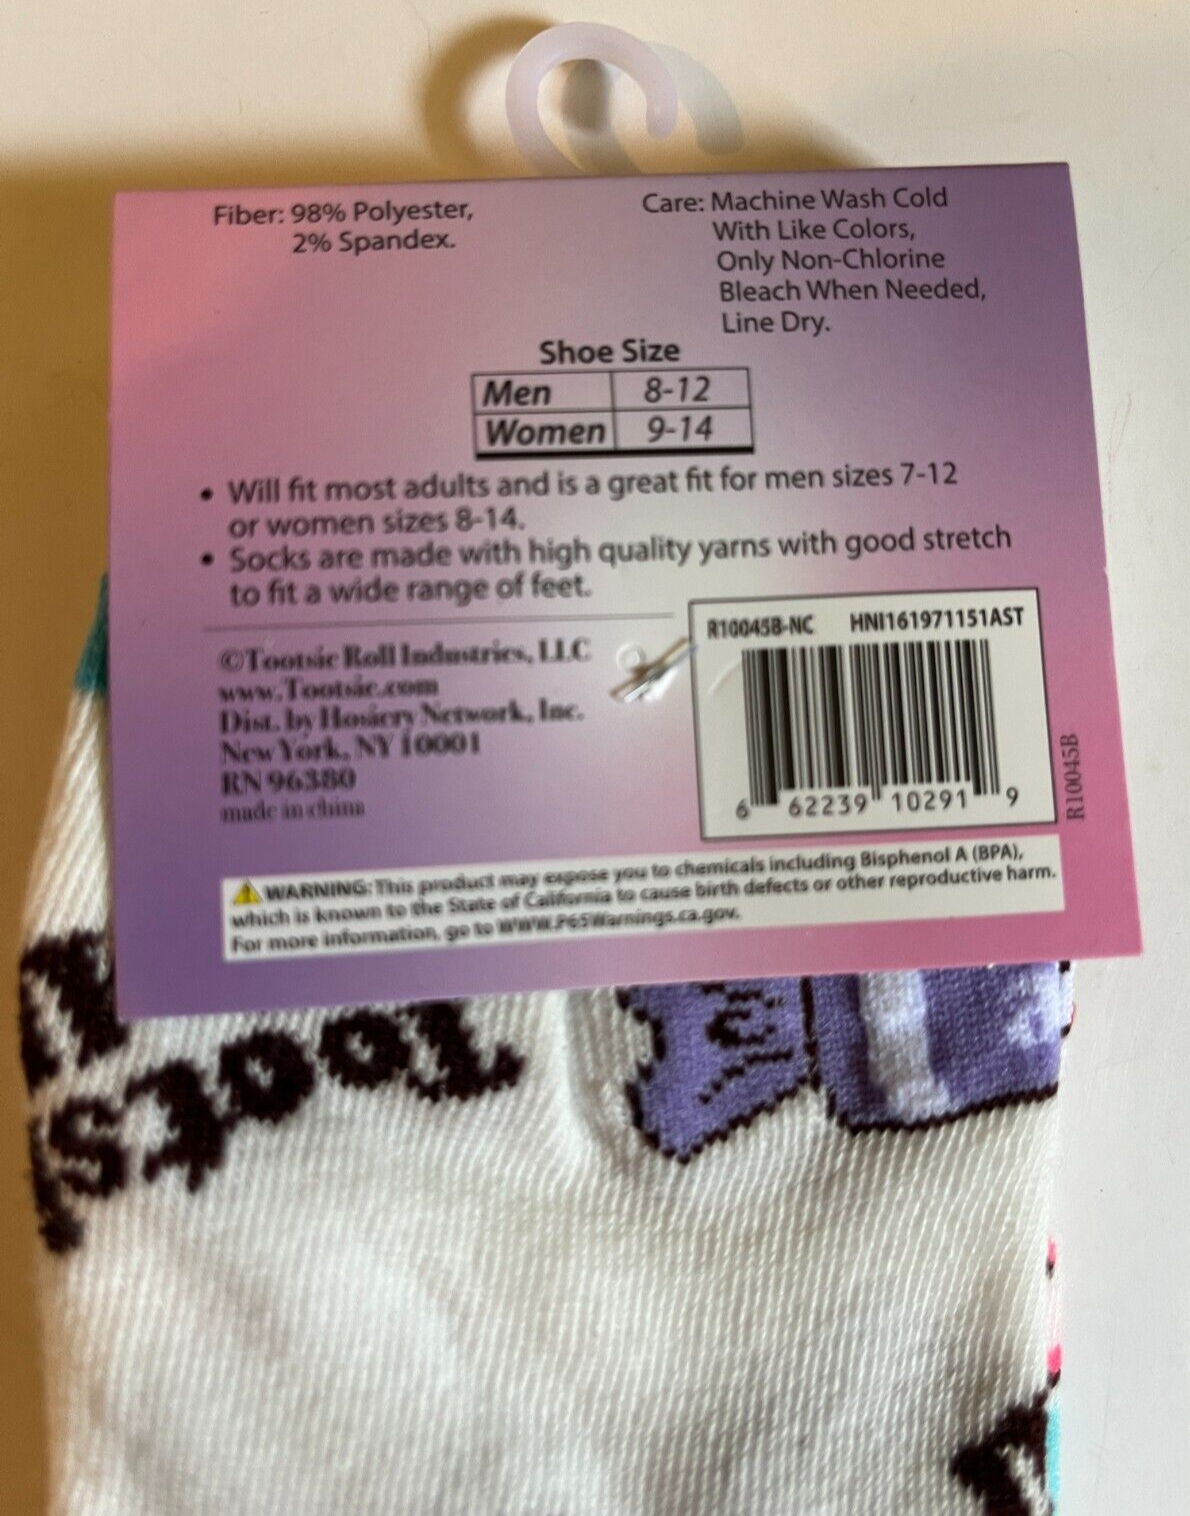 Fiber: 98% Polyester,
2% Spandex.
Care: Machine Wash Cold
With Like Colors,
Only Non-Chlorine
Bleach When Needed,
Line Dry.
Shoe Size
Men 8-12
Women 9-14
• Will fit most adults and is a great fit for men sizes 7-12
or women sizes 8-14.
• Socks are made with high quality yarns with good stretch
to fit a wide range of feet.
©Tootsie Roll Industries, LLC
www.Tootsie.com
Dist. by Hosiery Network, Inc.
New York, NY 10001
RN 96380
made in china
R10045B-NC HNI161971151AST
6 62239 10291 9
R10045B
WARNING: This product may expose you to chemicals including Bisphenol A (BPA),
which is known to the State of California to cause birth defects or other reproductive harm.
For more information, go to WWW.P65Warnings.ca.gov.
Toots